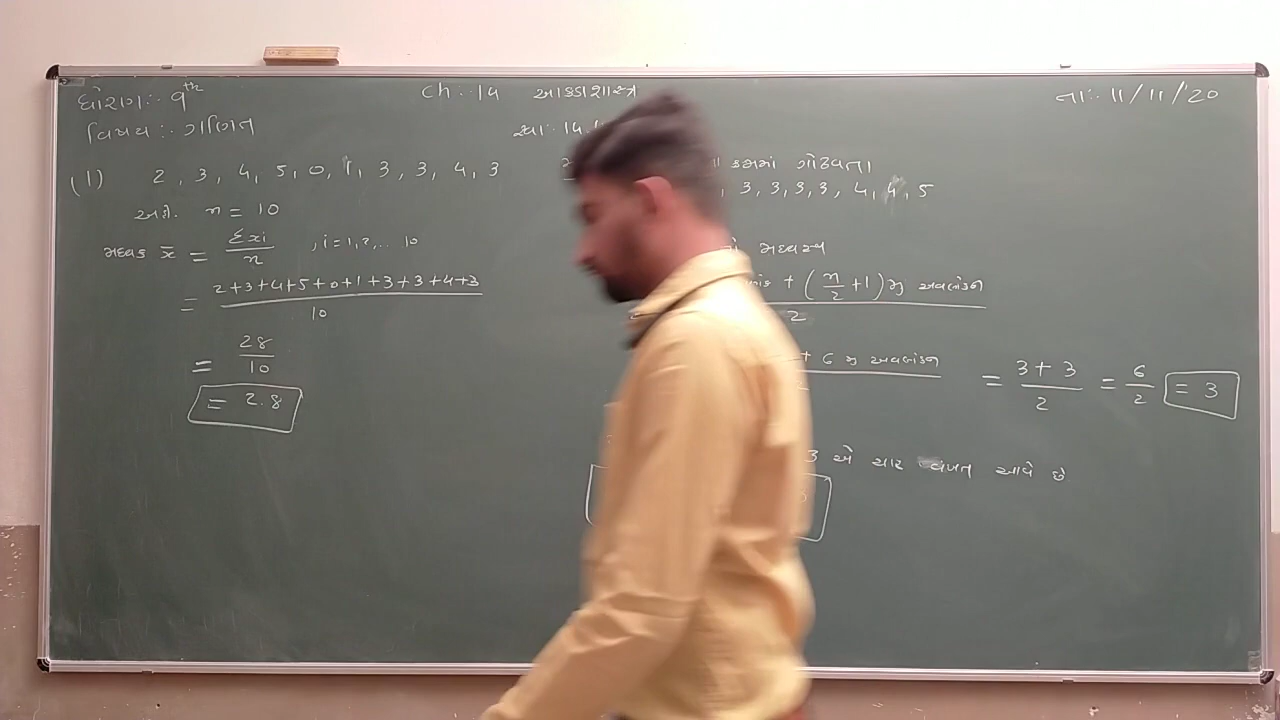 ધોરણ :- 9th
વિષય :- ગણિત
Ch :- 14 આંકડાશાસ્ત્ર
તા :- 11/11/'20
સ્વા. 14.
(1) 2, 3, 4, 5, 0, 1, 3, 3, 4, 3
અહીં. n = 10
મધ્યક x̄ = Σxi / n , i = 1, 2, ... 10
= 2+3+4+5+0+1+3+3+4+3 / 10
= 28 / 10
= 2.8
ક્રમમાં ગોઠવતા
, 3, 3, 3, 3, 4, 4, 5
મધ્યસ્થ
+ (n/2 + 1) મુ અવલોકન
2
+ 6 મુ અવલોકન
= 3 + 3 / 2 = 6 / 2 = 3
3 એ ચાર વખત આવે છે